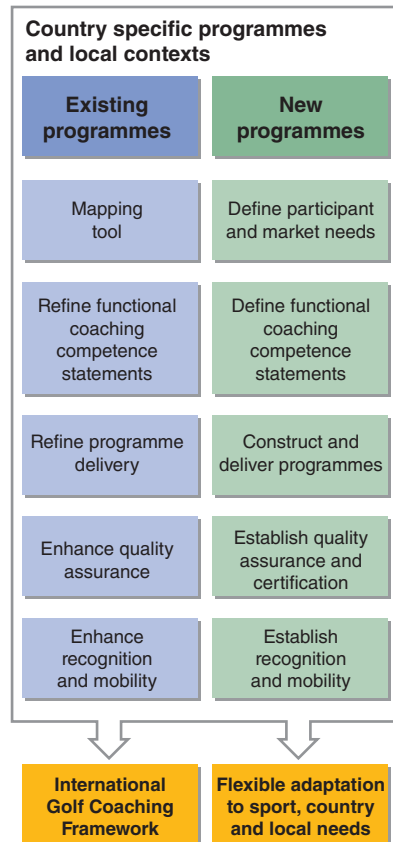 Country specific programmes
and local contexts
Existing
programmes
New
programmes
Mapping
tool
Define participant
and market needs
Refine functional
coaching
competence
statements
Define functional
coaching
competence
statements
Refine programme
delivery
Construct and
deliver programmes
Enhance quality
assurance
Establish quality
assurance and
certification
Enhance
recognition
and mobility
Establish
recognition
and mobility
International
Golf Coaching
Framework
Flexible adaptation
to sport, country
and local needs